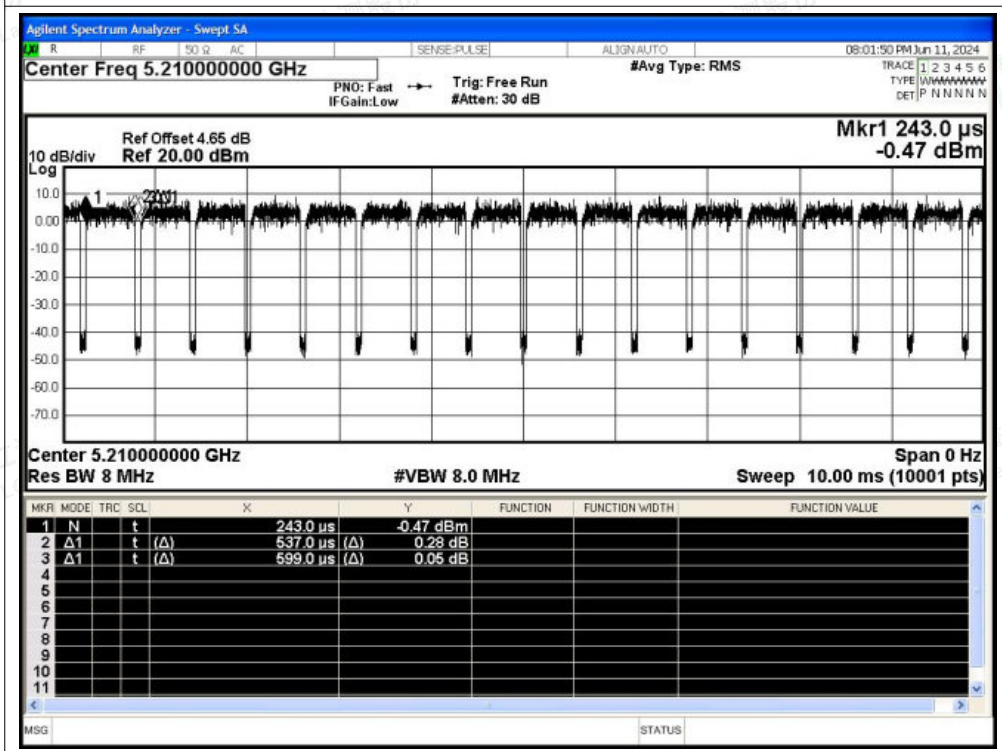 Agilent Spectrum Analyzer - Swept SA
LXI R RF 50 Ω AC SENSE:PULSE ALIGN AUTO 08:01:50 PM Jun 11, 2024
Center Freq 5.210000000 GHz
PNO: Fast
IFGain:Low
Trig: Free Run
#Atten: 30 dB
#Avg Type: RMS
TRACE 1 2 3 4 5 6
TYPE WWWWWW
DET P N N N N N
Ref Offset 4.65 dB
10 dB/div Ref 20.00 dBm
Log
Mkr1 243.0 µs
-0.47 dBm
10.0
0.00
-10.0
-20.0
-30.0
-40.0
-50.0
-60.0
-70.0
1
Center 5.210000000 GHz Span 0 Hz
Res BW 8 MHz #VBW 8.0 MHz Sweep 10.00 ms (10001 pts)
MKR MODE TRC SCL X Y FUNCTION FUNCTION WIDTH FUNCTION VALUE
1 N t 243.0 µs -0.47 dBm
2 Δ1 t (Δ) 537.0 µs (Δ) 0.28 dB
3 Δ1 t (Δ) 599.0 µs (Δ) 0.05 dB
4
5
6
7
8
9
10
11
MSG STATUS